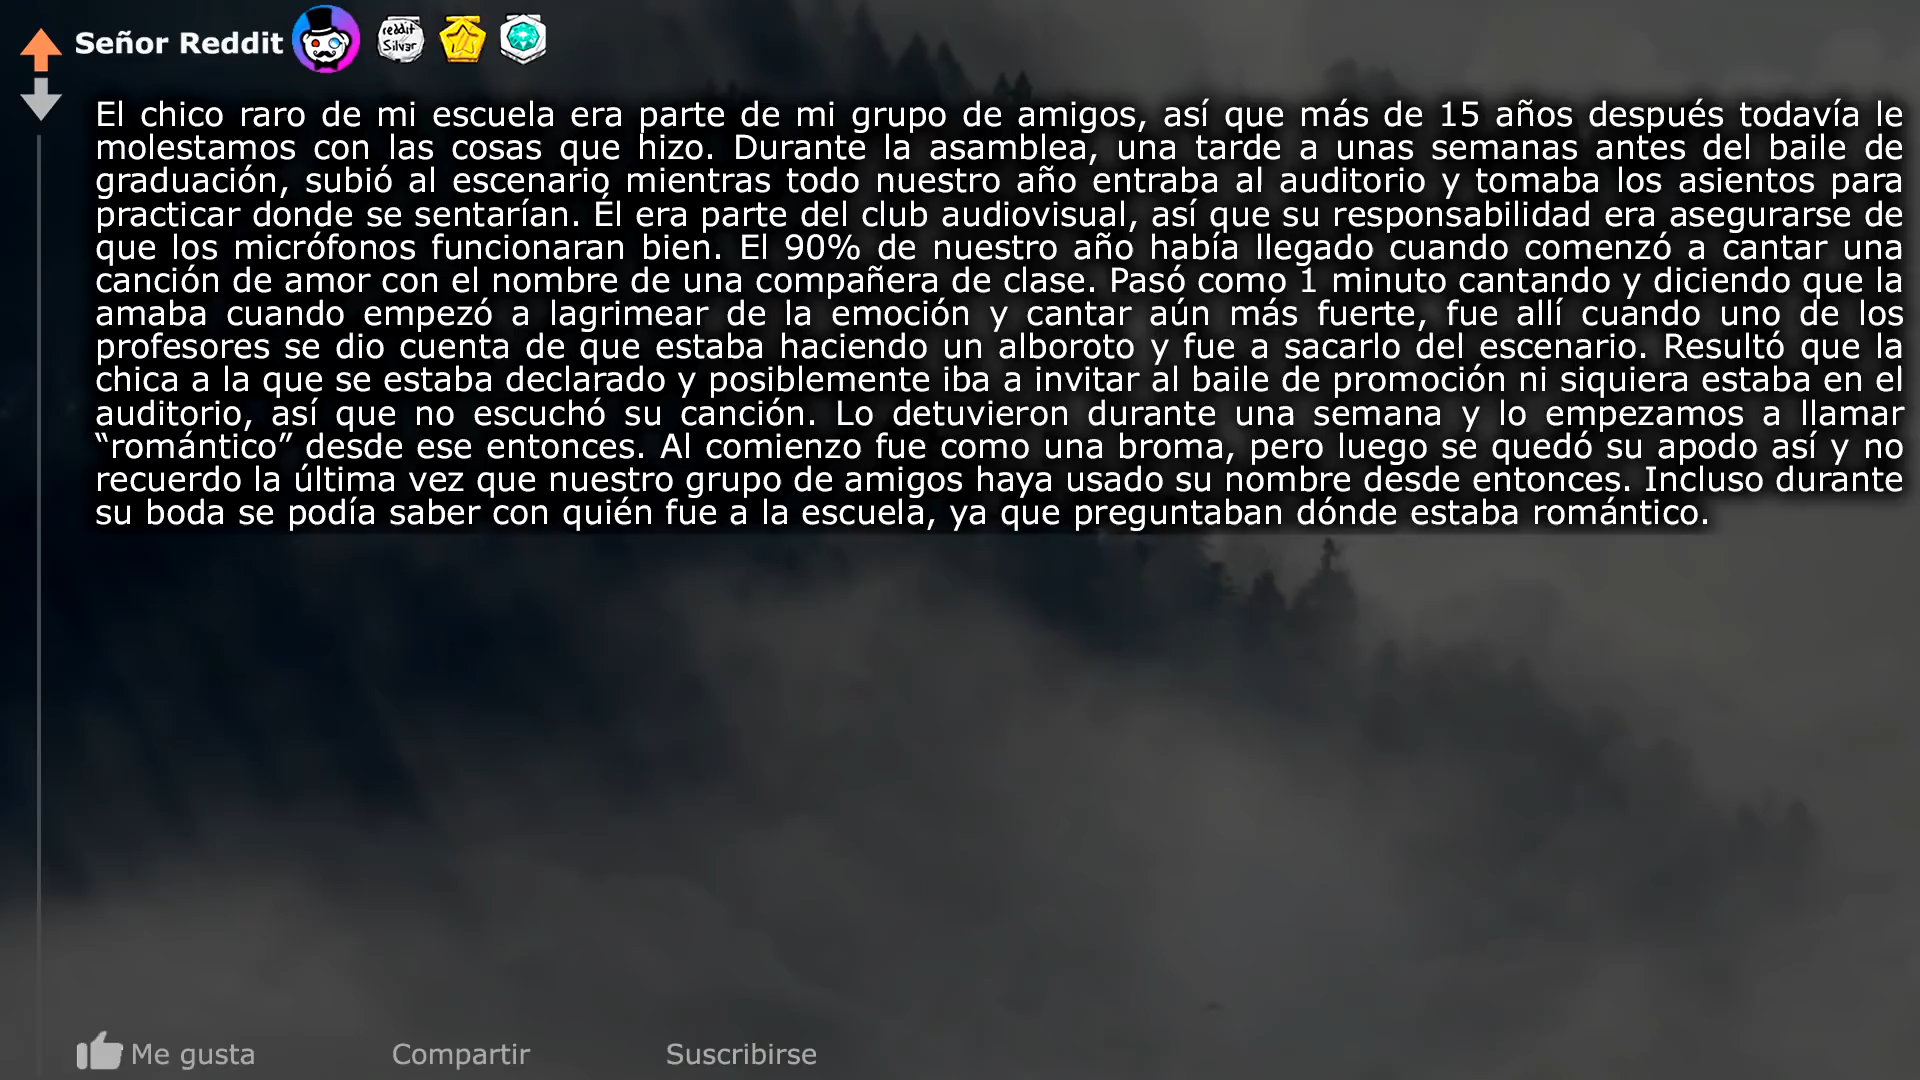 Señor Reddit
reddit
Silver
El chico raro de mi escuela era parte de mi grupo de amigos, así que más de 15 años después todavía le
molestamos con las cosas que hizo. Durante la asamblea, una tarde a unas semanas antes del baile de
graduación, subió al escenario mientras todo nuestro año entraba al auditorio y tomaba los asientos para
practicar donde se sentarían. Él era parte del club audiovisual, así que su responsabilidad era asegurarse de
que los micrófonos funcionaran bien. El 90% de nuestro año había llegado cuando comenzó a cantar una
canción de amor con el nombre de una compañera de clase. Pasó como 1 minuto cantando y diciendo que la
amaba cuando empezó a lagrimear de la emoción y cantar aún más fuerte, fue allí cuando uno de los
profesores se dio cuenta de que estaba haciendo un alboroto y fue a sacarlo del escenario. Resultó que la
chica a la que se estaba declarado y posiblemente iba a invitar al baile de promoción ni siquiera estaba en el
auditorio, así que no escuchó su canción. Lo detuvieron durante una semana y lo empezamos a llamar
“romántico” desde ese entonces. Al comienzo fue como una broma, pero luego se quedó su apodo así y no
recuerdo la última vez que nuestro grupo de amigos haya usado su nombre desde entonces. Incluso durante
su boda se podía saber con quién fue a la escuela, ya que preguntaban dónde estaba romántico.
Me gusta
Compartir
Suscribirse